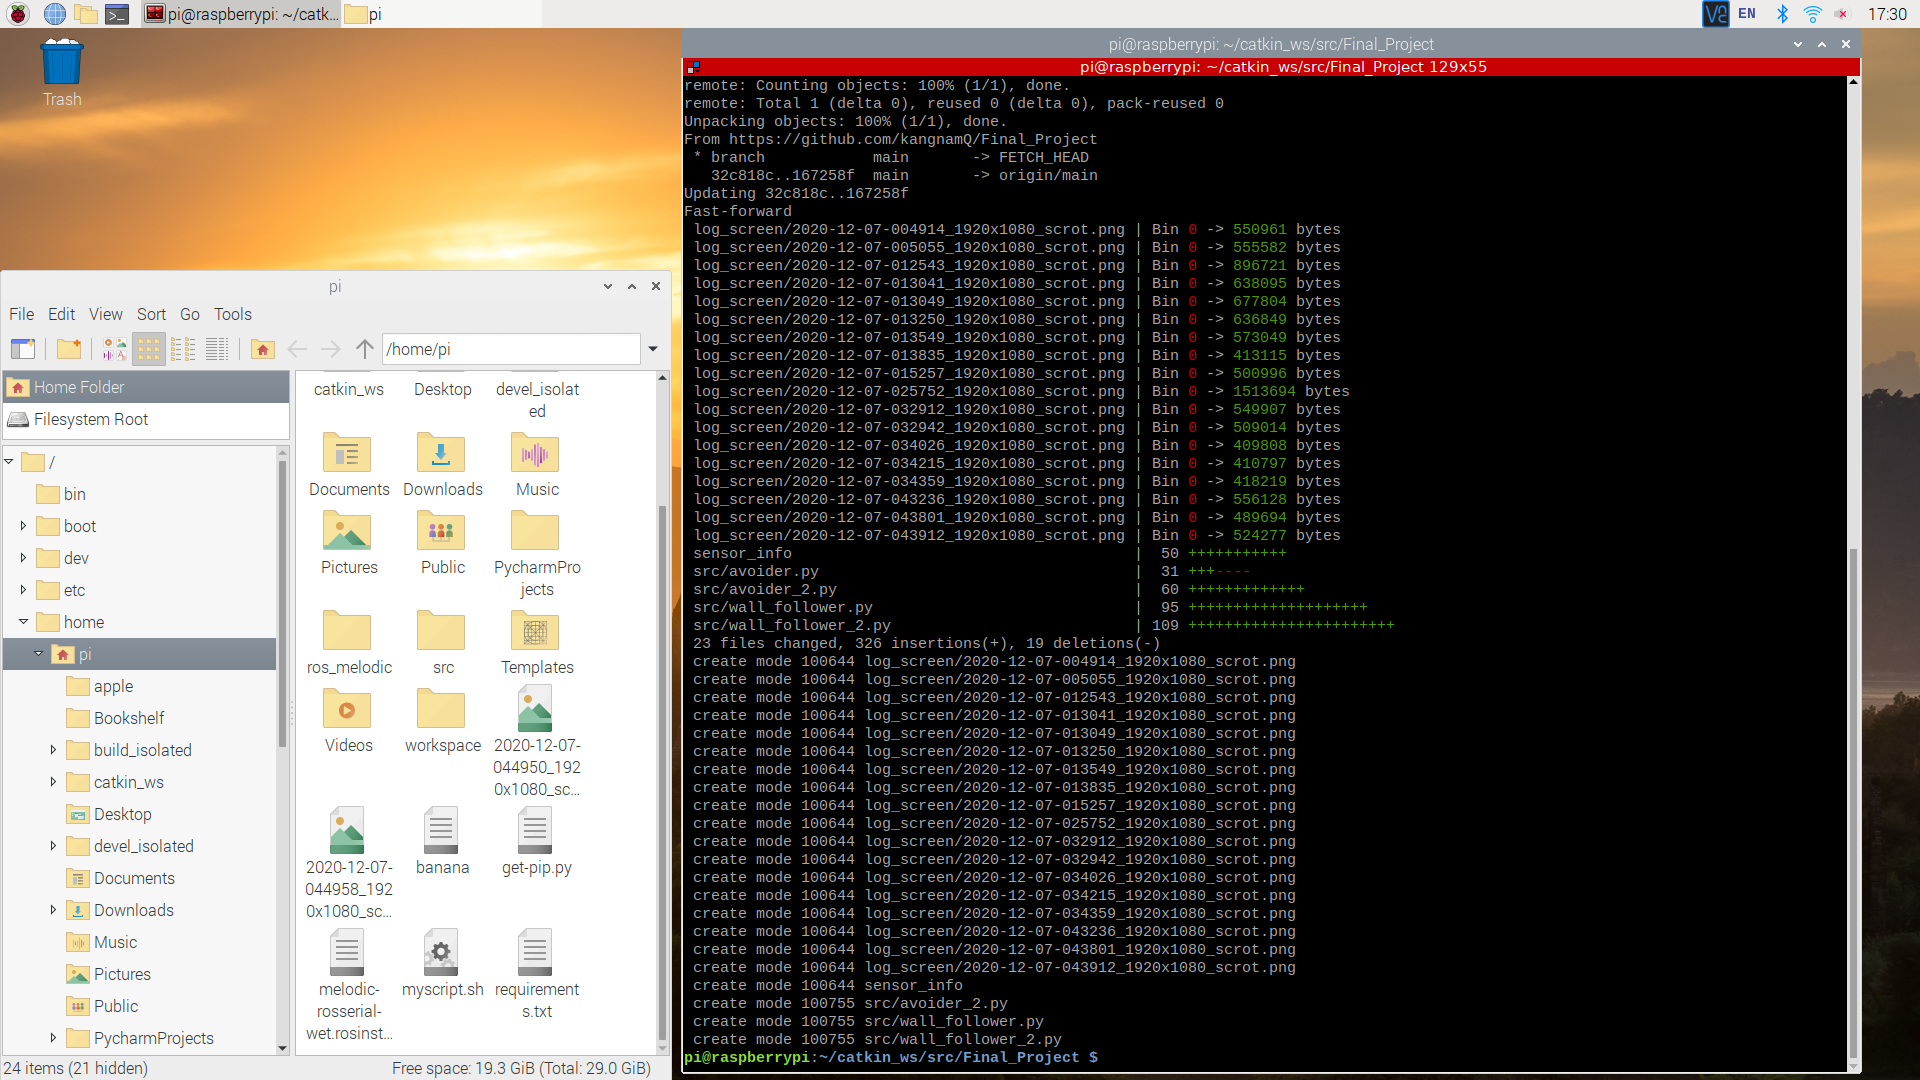 pi@raspberrypi: ~/catk...
pi
EN
17:30
Trash
pi
File Edit View Sort Go Tools
/home/pi
Home Folder
Filesystem Root
/
bin
boot
dev
etc
home
pi
apple
Bookshelf
build_isolated
catkin_ws
Desktop
devel_isolated
Documents
Downloads
Music
Pictures
Public
PycharmProjects
catkin_ws
Desktop
devel_isolat
ed
Documents
Downloads
Music
Pictures
Public
PycharmPro
jects
ros_melodic
src
Templates
Videos
workspace
2020-12-07-
044950_192
0x1080_sc...
2020-12-07-
044958_192
0x1080_sc...
banana
get-pip.py
melodic-
rosserial-
wet.rosinst...
myscript.sh
requirement
s.txt
24 items (21 hidden)
Free space: 19.3 GiB (Total: 29.0 GiB)
pi@raspberrypi: ~/catkin_ws/src/Final_Project
pi@raspberrypi: ~/catkin_ws/src/Final_Project 129x55
remote: Counting objects: 100% (1/1), done.
remote: Total 1 (delta 0), reused 0 (delta 0), pack-reused 0
Unpacking objects: 100% (1/1), done.
From https://github.com/kangnamQ/Final_Project
* branch            main       -> FETCH_HEAD
32c818c..167258f  main       -> origin/main
Updating 32c818c..167258f
Fast-forward
log_screen/2020-12-07-004914_1920x1080_scrot.png | Bin 0 -> 550961 bytes
log_screen/2020-12-07-005055_1920x1080_scrot.png | Bin 0 -> 555582 bytes
log_screen/2020-12-07-012543_1920x1080_scrot.png | Bin 0 -> 896721 bytes
log_screen/2020-12-07-013041_1920x1080_scrot.png | Bin 0 -> 638095 bytes
log_screen/2020-12-07-013049_1920x1080_scrot.png | Bin 0 -> 677804 bytes
log_screen/2020-12-07-013250_1920x1080_scrot.png | Bin 0 -> 636849 bytes
log_screen/2020-12-07-013549_1920x1080_scrot.png | Bin 0 -> 573049 bytes
log_screen/2020-12-07-013835_1920x1080_scrot.png | Bin 0 -> 413115 bytes
log_screen/2020-12-07-015257_1920x1080_scrot.png | Bin 0 -> 500996 bytes
log_screen/2020-12-07-025752_1920x1080_scrot.png | Bin 0 -> 1513694 bytes
log_screen/2020-12-07-032912_1920x1080_scrot.png | Bin 0 -> 549907 bytes
log_screen/2020-12-07-032942_1920x1080_scrot.png | Bin 0 -> 509014 bytes
log_screen/2020-12-07-034026_1920x1080_scrot.png | Bin 0 -> 409808 bytes
log_screen/2020-12-07-034215_1920x1080_scrot.png | Bin 0 -> 410797 bytes
log_screen/2020-12-07-034359_1920x1080_scrot.png | Bin 0 -> 418219 bytes
log_screen/2020-12-07-043236_1920x1080_scrot.png | Bin 0 -> 556128 bytes
log_screen/2020-12-07-043801_1920x1080_scrot.png | Bin 0 -> 489694 bytes
log_screen/2020-12-07-043912_1920x1080_scrot.png | Bin 0 -> 524277 bytes
sensor_info                                      |  50 +++++++++++
src/avoider.py                                   |  31 +++----
src/avoider_2.py                                 |  60 +++++++++++++
src/wall_follower.py                             |  95 ++++++++++++++++++++
src/wall_follower_2.py                           | 109 +++++++++++++++++++++++
23 files changed, 326 insertions(+), 19 deletions(-)
create mode 100644 log_screen/2020-12-07-004914_1920x1080_scrot.png
create mode 100644 log_screen/2020-12-07-005055_1920x1080_scrot.png
create mode 100644 log_screen/2020-12-07-012543_1920x1080_scrot.png
create mode 100644 log_screen/2020-12-07-013041_1920x1080_scrot.png
create mode 100644 log_screen/2020-12-07-013049_1920x1080_scrot.png
create mode 100644 log_screen/2020-12-07-013250_1920x1080_scrot.png
create mode 100644 log_screen/2020-12-07-013549_1920x1080_scrot.png
create mode 100644 log_screen/2020-12-07-013835_1920x1080_scrot.png
create mode 100644 log_screen/2020-12-07-015257_1920x1080_scrot.png
create mode 100644 log_screen/2020-12-07-025752_1920x1080_scrot.png
create mode 100644 log_screen/2020-12-07-032912_1920x1080_scrot.png
create mode 100644 log_screen/2020-12-07-032942_1920x1080_scrot.png
create mode 100644 log_screen/2020-12-07-034026_1920x1080_scrot.png
create mode 100644 log_screen/2020-12-07-034215_1920x1080_scrot.png
create mode 100644 log_screen/2020-12-07-034359_1920x1080_scrot.png
create mode 100644 log_screen/2020-12-07-043236_1920x1080_scrot.png
create mode 100644 log_screen/2020-12-07-043801_1920x1080_scrot.png
create mode 100644 log_screen/2020-12-07-043912_1920x1080_scrot.png
create mode 100644 sensor_info
create mode 100755 src/avoider_2.py
create mode 100755 src/wall_follower.py
create mode 100755 src/wall_follower_2.py
pi@raspberrypi:~/catkin_ws/src/Final_Project $